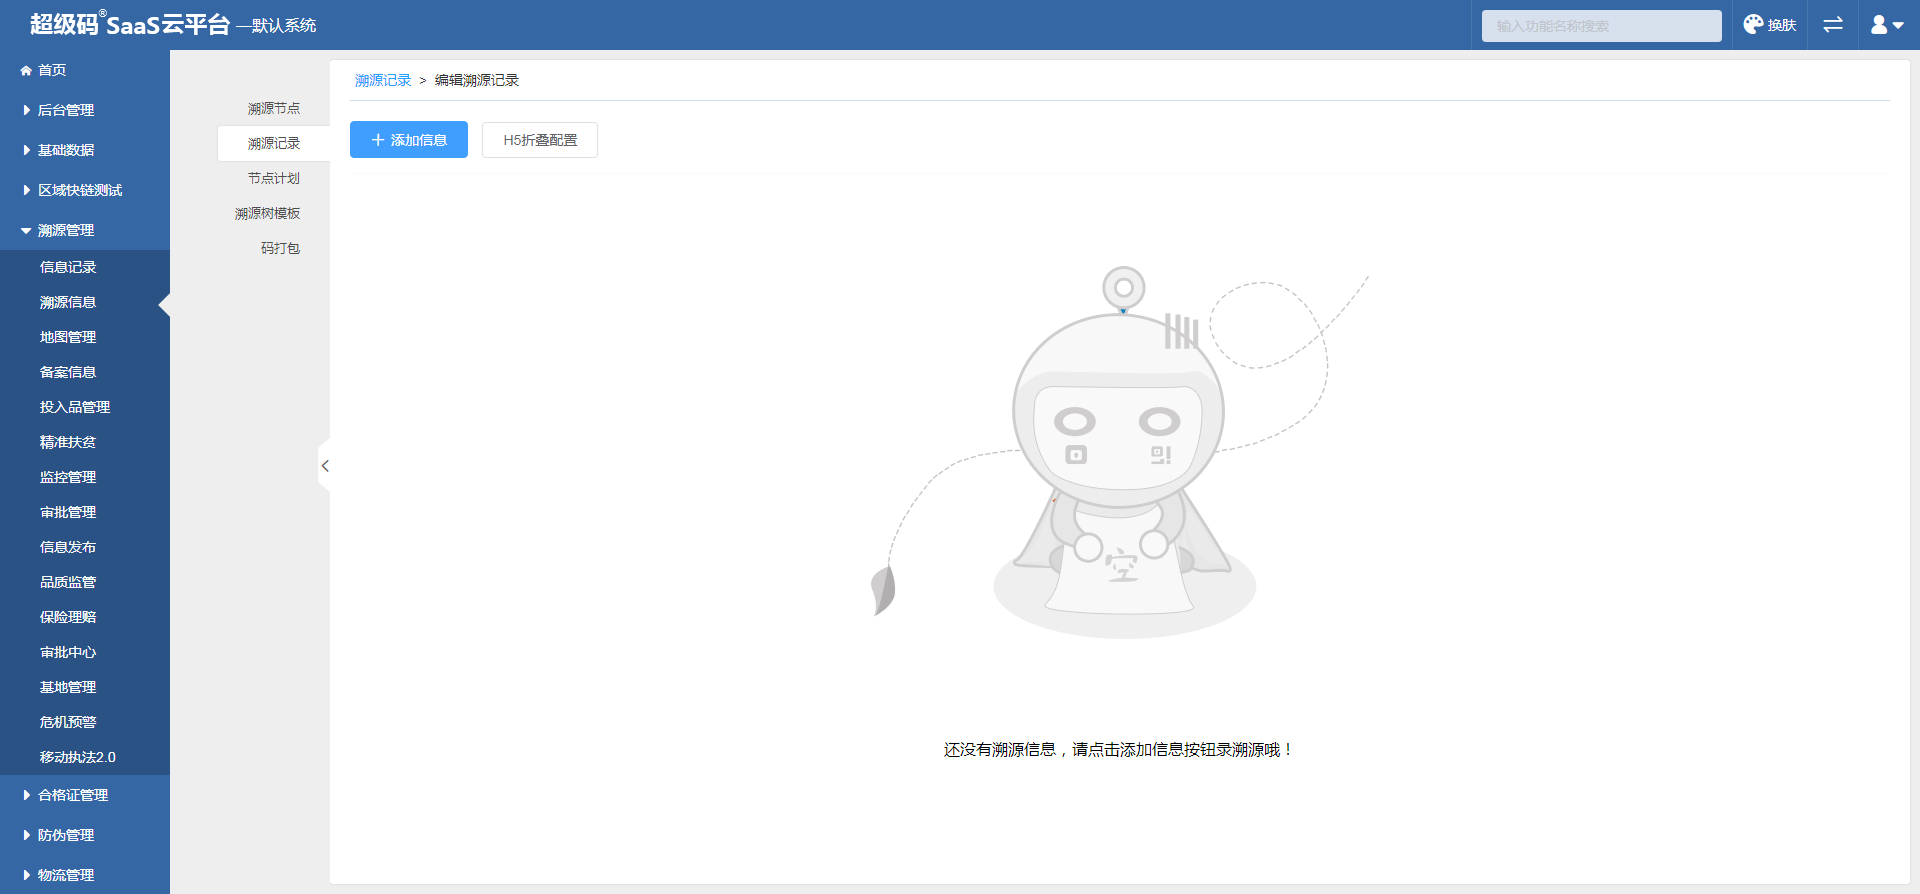 超级码®SaaS云平台 —默认系统
输入功能名称搜索
换肤
首页
后台管理
基础数据
区域快链测试
溯源管理
信息记录
溯源信息
地图管理
备案信息
投入品管理
精准扶贫
监控管理
审批管理
信息发布
品质监管
保险理赔
审批中心
基地管理
危机预警
移动执法2.0
合格证管理
防伪管理
物流管理
溯源节点
溯源记录
节点计划
溯源树模板
码打包
溯源记录 > 编辑溯源记录
添加信息
H5折叠配置
空
还没有溯源信息，请点击添加信息按钮录溯源哦！